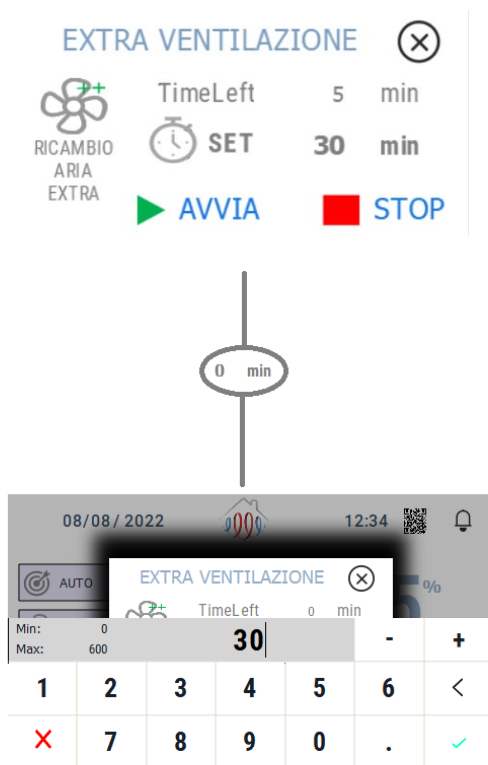 EXTRA VENTILAZIONE
TimeLeft 5 min
RICAMBIO
ARIA
EXTRA
SET 30 min
AVVIA STOP
0 min
08/08/2022 12:34
AUTO
EXTRA VENTILAZIONE
%
TimeLeft 0 min
Min: 0
Max: 600
30 - +
1 2 3 4 5 6 <
7 8 9 0 .